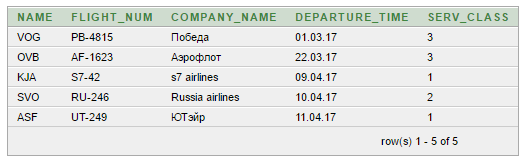 NAME FLIGHT_NUM COMPANY_NAME DEPARTURE_TIME SERV_CLASS
VOG PB-4815 Победа 01.03.17 3
OVB AF-1623 Аэрофлот 22.03.17 3
KJA S7-42 s7 airlines 09.04.17 1
SVO RU-246 Russia airlines 10.04.17 2
ASF UT-249 ЮТэйр 11.04.17 1
row(s) 1 - 5 of 5